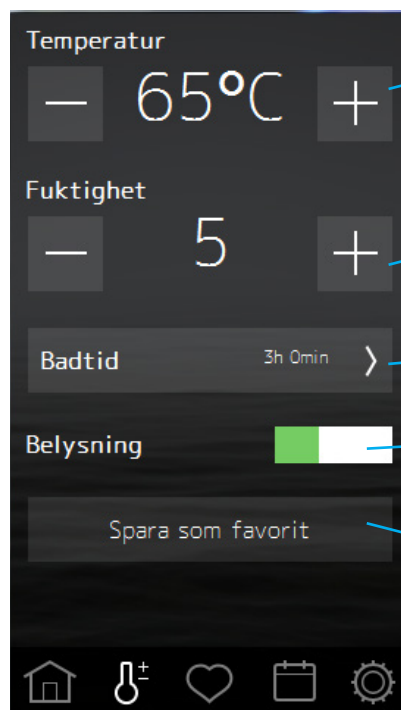 Temperatur
— 65°C +
Fuktighet
— 5 +
Badtid 3h 0min 〉
Belysning
Spara som favorit